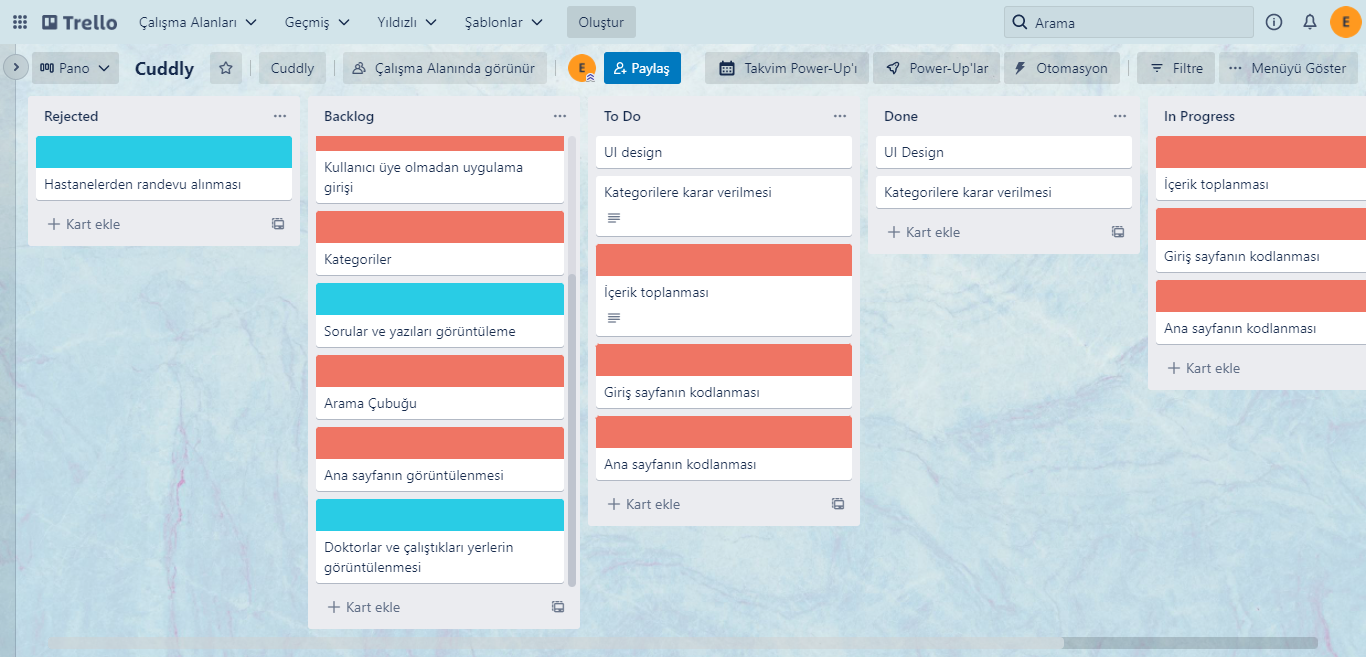 Trello
Çalışma Alanları
Geçmiş
Yıldızlı
Şablonlar
Oluştur
Arama
E
Pano
Cuddly
Cuddly
Çalışma Alanında görünür
E
Paylaş
Takvim Power-Up'ı
Power-Up'lar
Otomasyon
Filtre
Menüyü Göster
Rejected
Hastanelerden randevu alınması
Kart ekle
Backlog
Kullanıcı üye olmadan uygulama
girişi
Kategoriler
Sorular ve yazıları görüntüleme
Arama Çubuğu
Ana sayfanın görüntülenmesi
Doktorlar ve çalıştıkları yerlerin
görüntülenmesi
Kart ekle
To Do
UI design
Kategorilere karar verilmesi
İçerik toplanması
Giriş sayfanın kodlanması
Ana sayfanın kodlanması
Kart ekle
Done
UI Design
Kategorilere karar verilmesi
Kart ekle
In Progress
İçerik toplanması
Giriş sayfanın kodlanması
Ana sayfanın kodlanması
Kart ekle